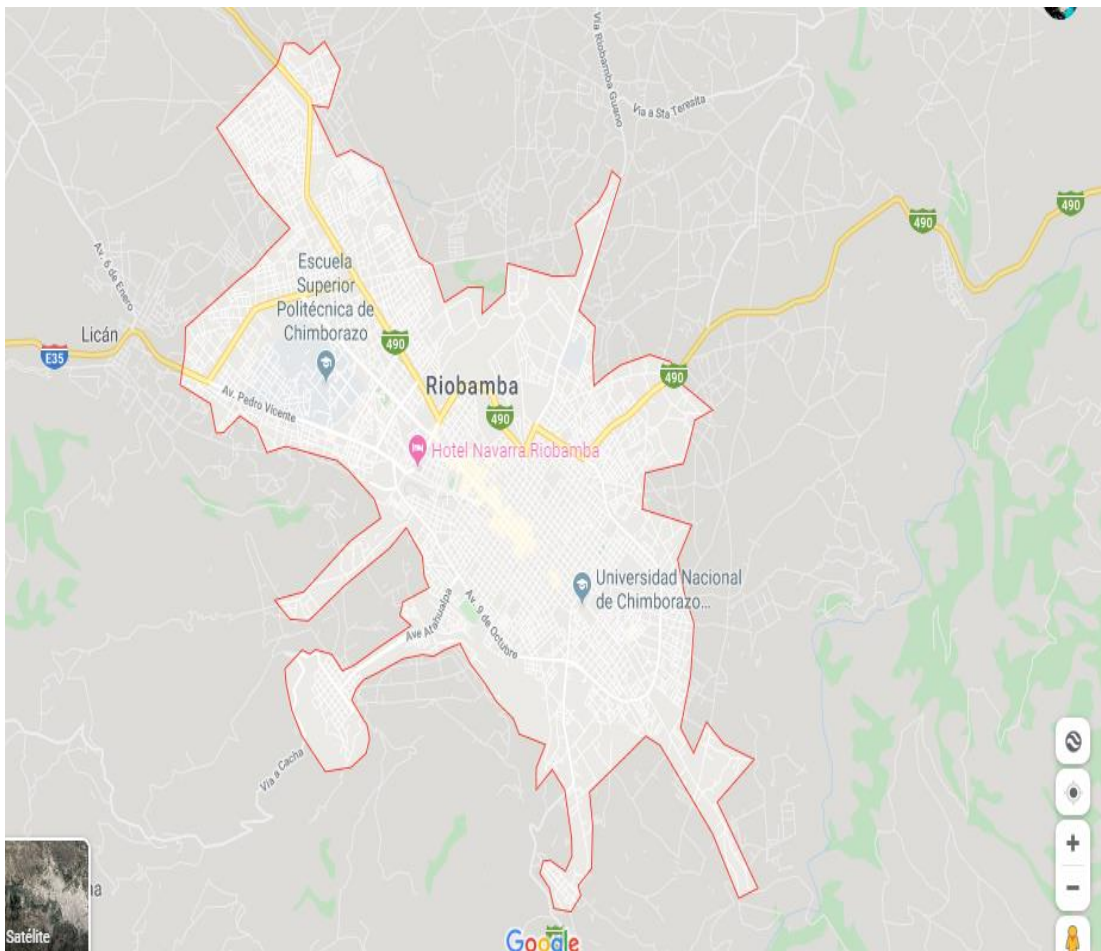 Vía Riobamba Guano
Vía a Sta Teresita
490
490
Av. 6 de Enero
Escuela
Superior
Politécnica de
Chimborazo
Licán
E35
490
Riobamba
490
490
Av. Pedro Vicente
Hotel Navarra Riobamba
Universidad Nacional
de Chimborazo...
Ave Atahualpa
Av. 9 de Octubre
Vía a Cacha
Satélite
Google